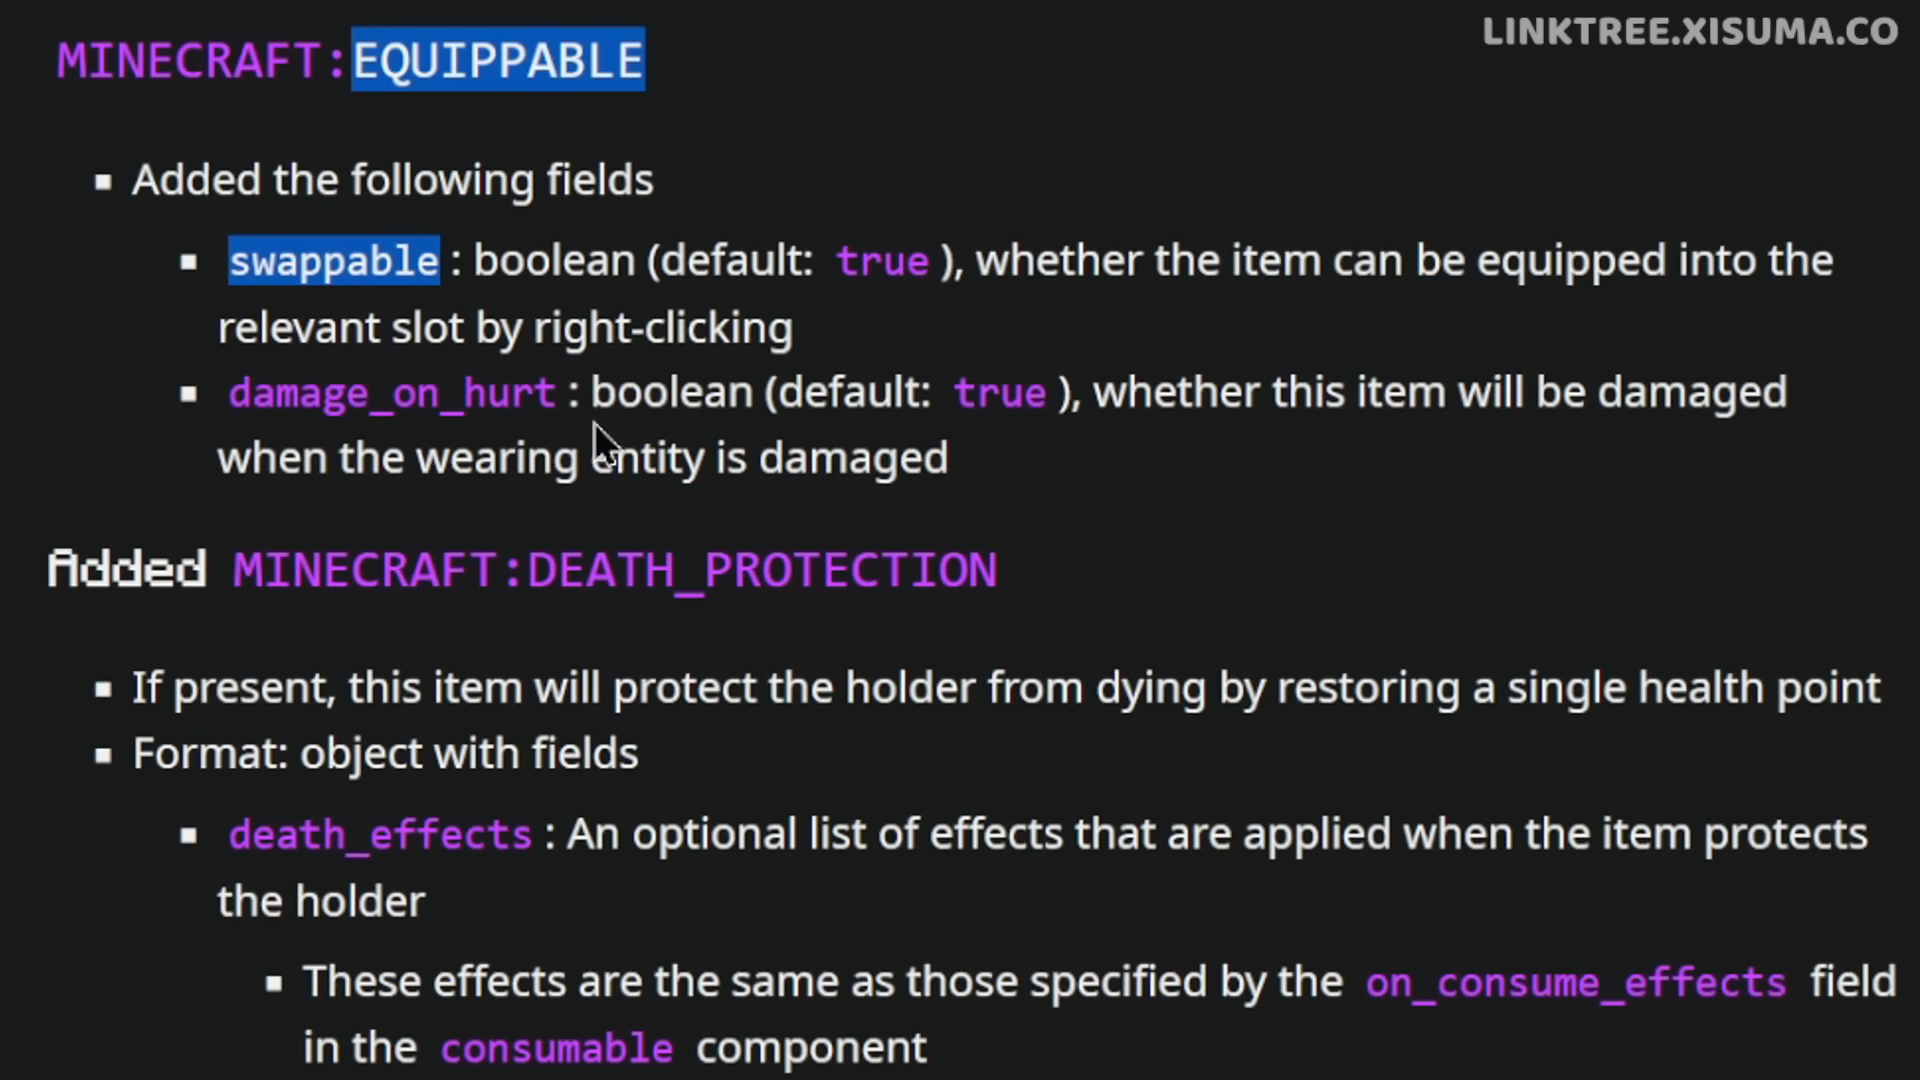 LINKTREE.XISUMA.CO
MINECRAFT:EQUIPPABLE
▪ Added the following fields
▪ swappable : boolean (default: true ), whether the item can be equipped into the
relevant slot by right-clicking
▪ damage_on_hurt : boolean (default: true ), whether this item will be damaged
when the wearing entity is damaged
Added MINECRAFT:DEATH_PROTECTION
▪ If present, this item will protect the holder from dying by restoring a single health point
▪ Format: object with fields
▪ death_effects : An optional list of effects that are applied when the item protects
the holder
▪ These effects are the same as those specified by the on_consume_effects field
in the consumable component